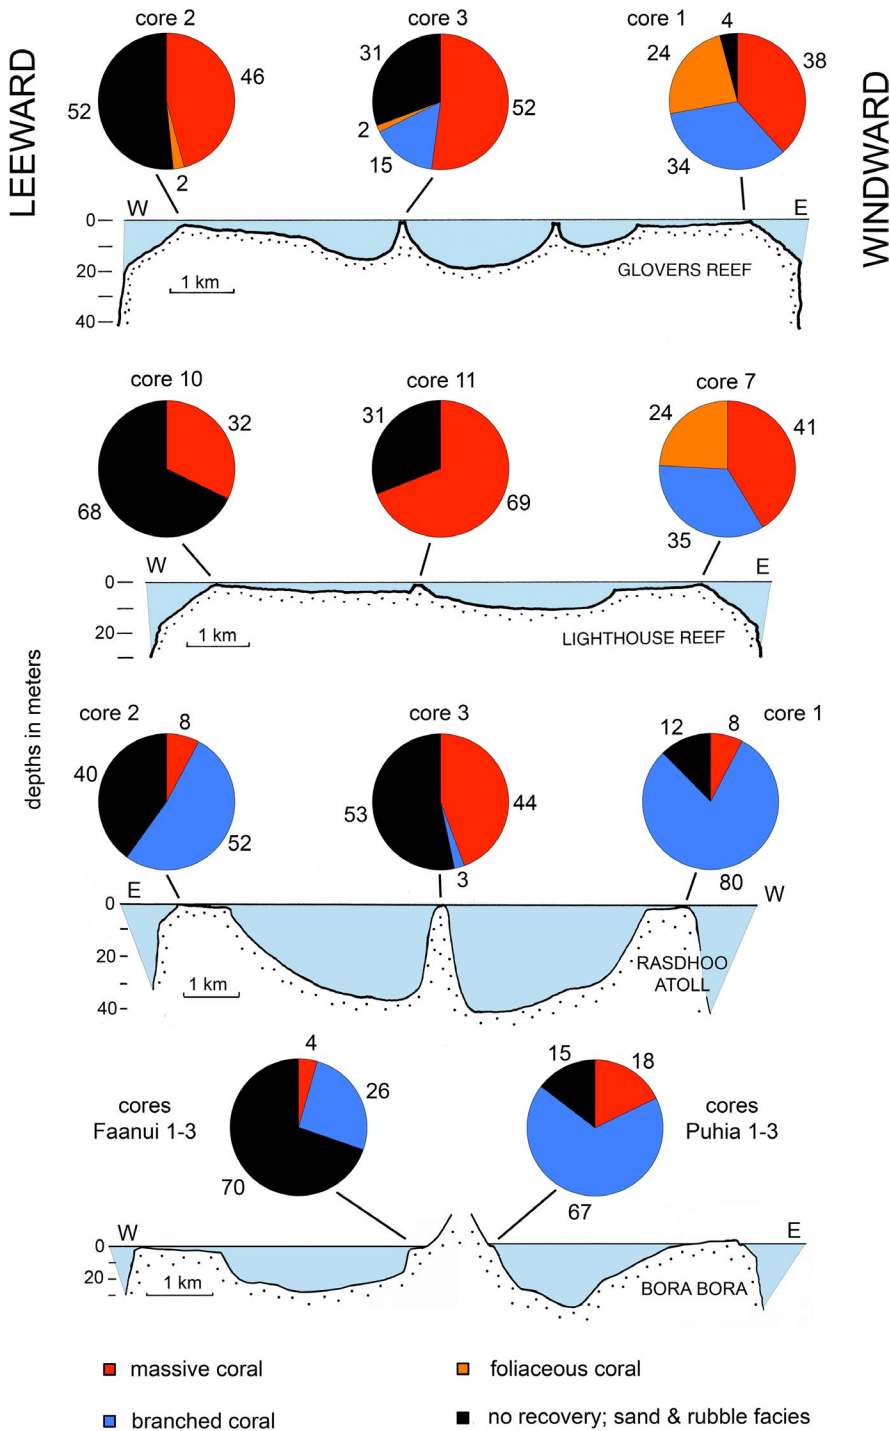 core 2
core 3
core 1
LEEWARD
WINDWARD
52
46
2
31
52
2
15
24
4
38
34
W
E
0
20
40
1 km
GLOVERS REEF
core 10
core 11
core 7
32
68
31
69
24
41
35
W
E
0
20
1 km
LIGHTHOUSE REEF
depths in meters
core 2
core 3
core 1
8
40
52
53
44
3
12
8
80
E
W
0
20
40
1 km
RASDHOO
ATOLL
cores
Faanui 1-3
4
26
70
15
18
67
cores
Puhia 1-3
W
E
0
20
1 km
BORA BORA
massive coral
foliaceous coral
branched coral
no recovery; sand & rubble facies